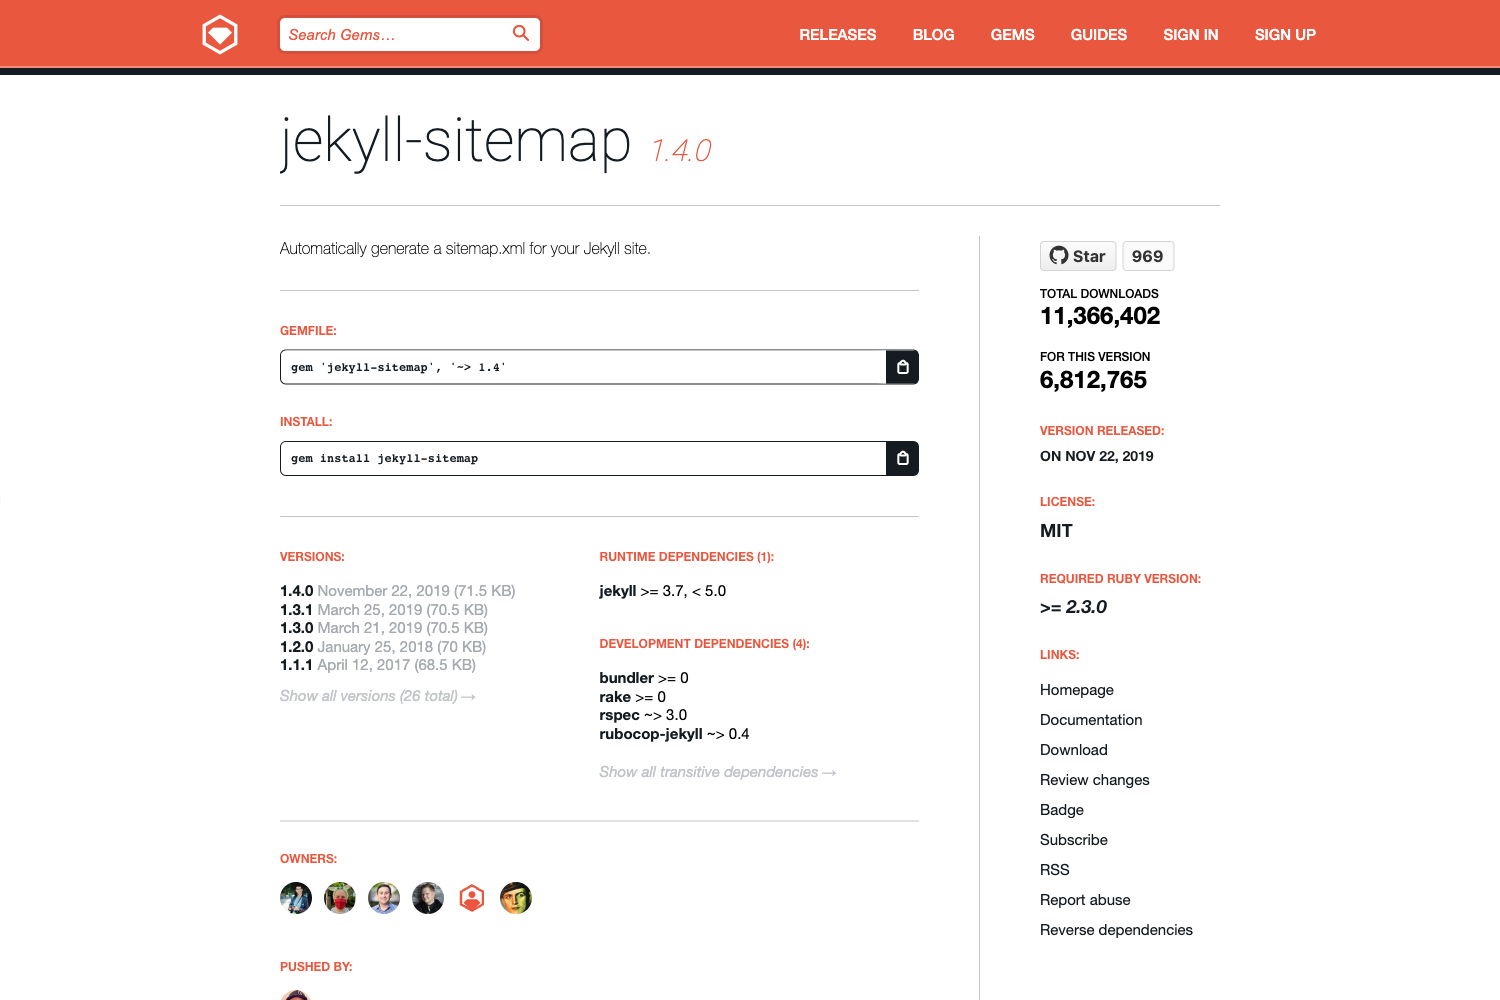 Search Gems…
RELEASES BLOG GEMS GUIDES SIGN IN SIGN UP
jekyll-sitemap 1.4.0
Automatically generate a sitemap.xml for your Jekyll site.
GEMFILE:
gem 'jekyll-sitemap', '~> 1.4'
INSTALL:
gem install jekyll-sitemap
VERSIONS:
1.4.0 November 22, 2019 (71.5 KB)
1.3.1 March 25, 2019 (70.5 KB)
1.3.0 March 21, 2019 (70.5 KB)
1.2.0 January 25, 2018 (70 KB)
1.1.1 April 12, 2017 (68.5 KB)
Show all versions (26 total) →
RUNTIME DEPENDENCIES (1):
jekyll >= 3.7, < 5.0
DEVELOPMENT DEPENDENCIES (4):
bundler >= 0
rake >= 0
rspec ~> 3.0
rubocop-jekyll ~> 0.4
Show all transitive dependencies →
OWNERS:
PUSHED BY:
Star 969
TOTAL DOWNLOADS
11,366,402
FOR THIS VERSION
6,812,765
VERSION RELEASED:
ON NOV 22, 2019
LICENSE:
MIT
REQUIRED RUBY VERSION:
>= 2.3.0
LINKS:
Homepage
Documentation
Download
Review changes
Badge
Subscribe
RSS
Report abuse
Reverse dependencies